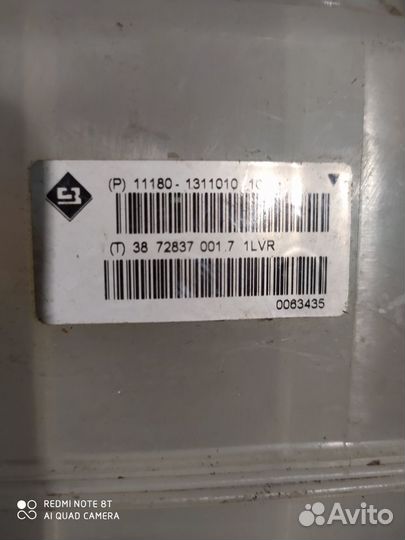 (P) 11180-1311010
(T) 38 72837 001.7 1LVR
0063435
REDMI NOTE 8T
AI QUAD CAMERA
Avito